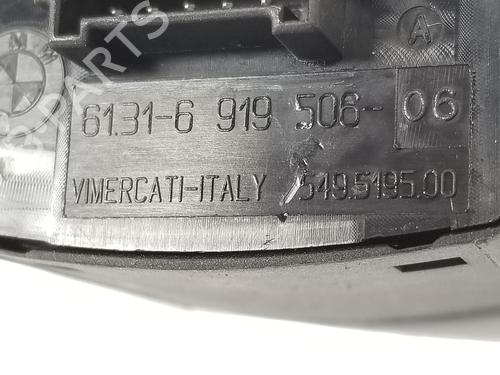 A
61.31-6 919 506-06
VIMERCATI-ITALY 549.5195.00